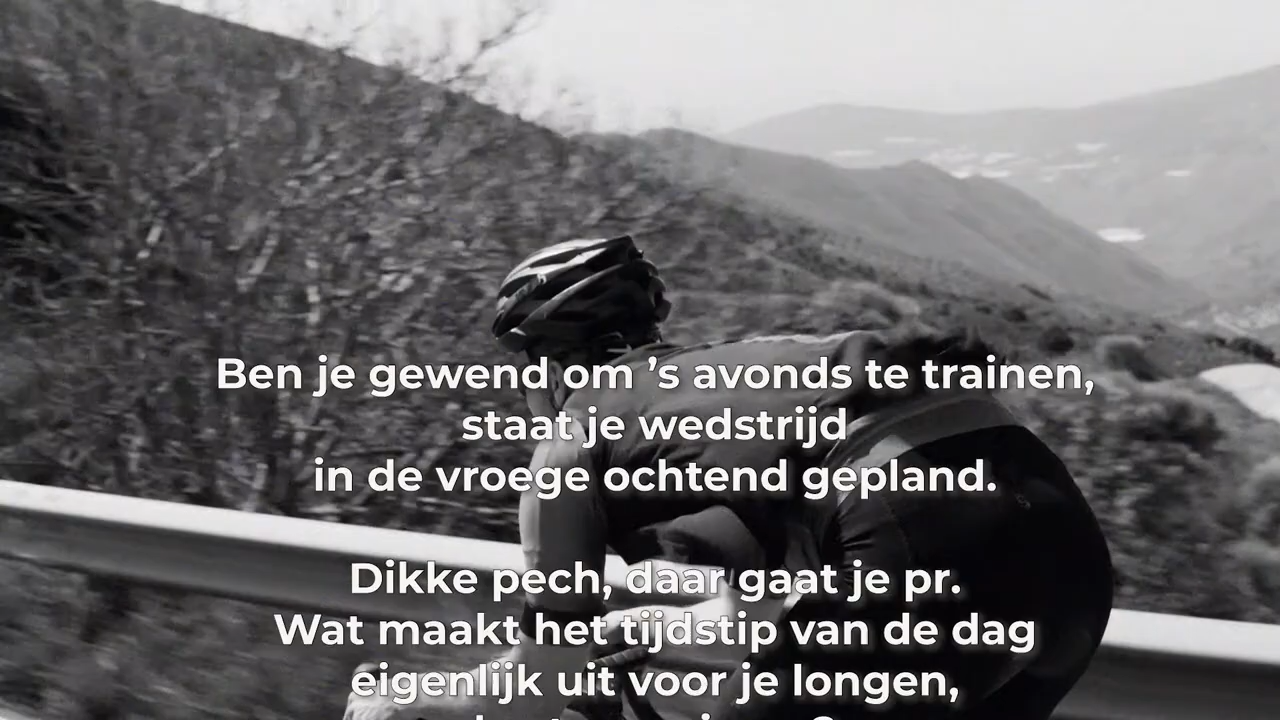 Ben je gewend om ’s avonds te trainen,
staat je wedstrijd
in de vroege ochtend gepland.
Dikke pech, daar gaat je pr.
Wat maakt het tijdstip van de dag
eigenlijk uit voor je longen,